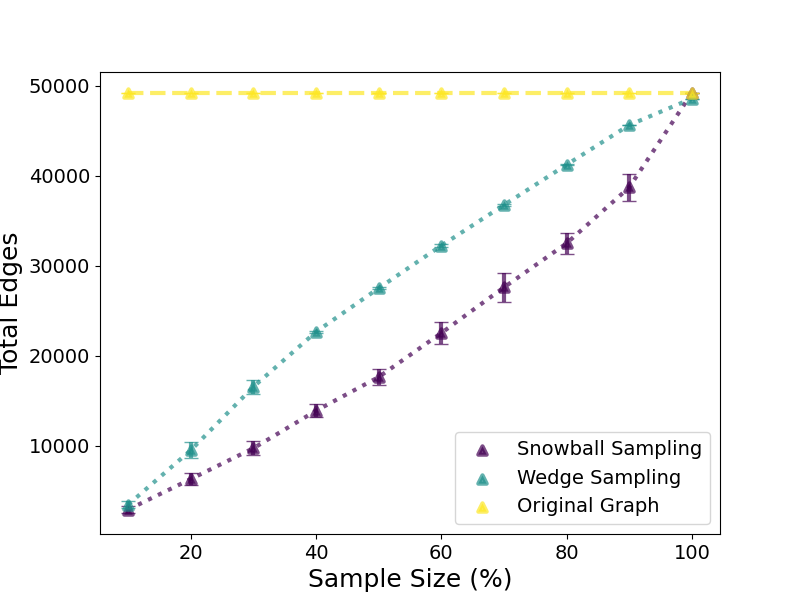 50000
40000
30000
20000
10000
Total Edges
20 40 60 80 100
Sample Size (%)
Snowball Sampling
Wedge Sampling
Original Graph